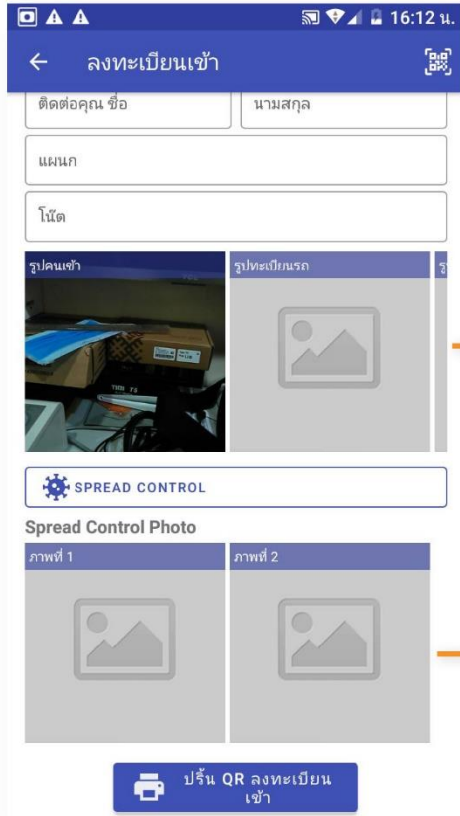 16:12 น.
ลงทะเบียนเข้า
ติดต่อคุณ ชื่อ
นามสกุล
แผนก
โน๊ต
รูปคนเข้า
รูปทะเบียนรถ
SPREAD CONTROL
Spread Control Photo
ภาพที่ 1
ภาพที่ 2
ปริ้น QR ลงทะเบียน
เข้า